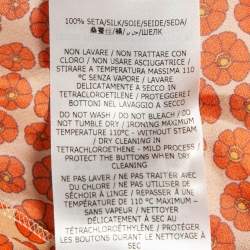 100% SETA/SILK/SOIE/SEIDE/SEDA/
/ШЕЛК
NON LAVARE / NON TRATTARE CON
CLORO / NON USARE ASCIUGATRICE /
STIRARE A TEMPERATURA MASSIMA 110
°C SENZA VAPORE / LAVARE
DELICATAMENTE A SECCO IN
TETRACLOROETILENE / PROTEGGERE I
BOTTONI NEL LAVAGGIO A SECCO
DO NOT WASH / DO NOT BLEACH / DO
NOT TUMBLE DRY / IRONING MAXIMUM
TEMPERATURE 110°C - WITHOUT STEAM
/ DRY CLEANING IN
TETRACHLOROETHENE - MILD PROCESS /
PROTECT THE BUTTONS WHEN DRY
CLEANING
NE PAS LAVER / NE PAS TRAITER AVEC
DU CHLORE / NE PAS UTILISER DE
SÉCHOIR À LINGE / REPASSER À UNE
TEMPÉRATURE DE 110 °C MAXIMUM /
SANS VAPEUR / NETTOYER
DÉLICATEMENT À SEC AU
TÉTRACHLOROÉTHYLÈNE / PROTÉGER
LES BOUTONS DURANT LE NETTOYAGE À
SEC